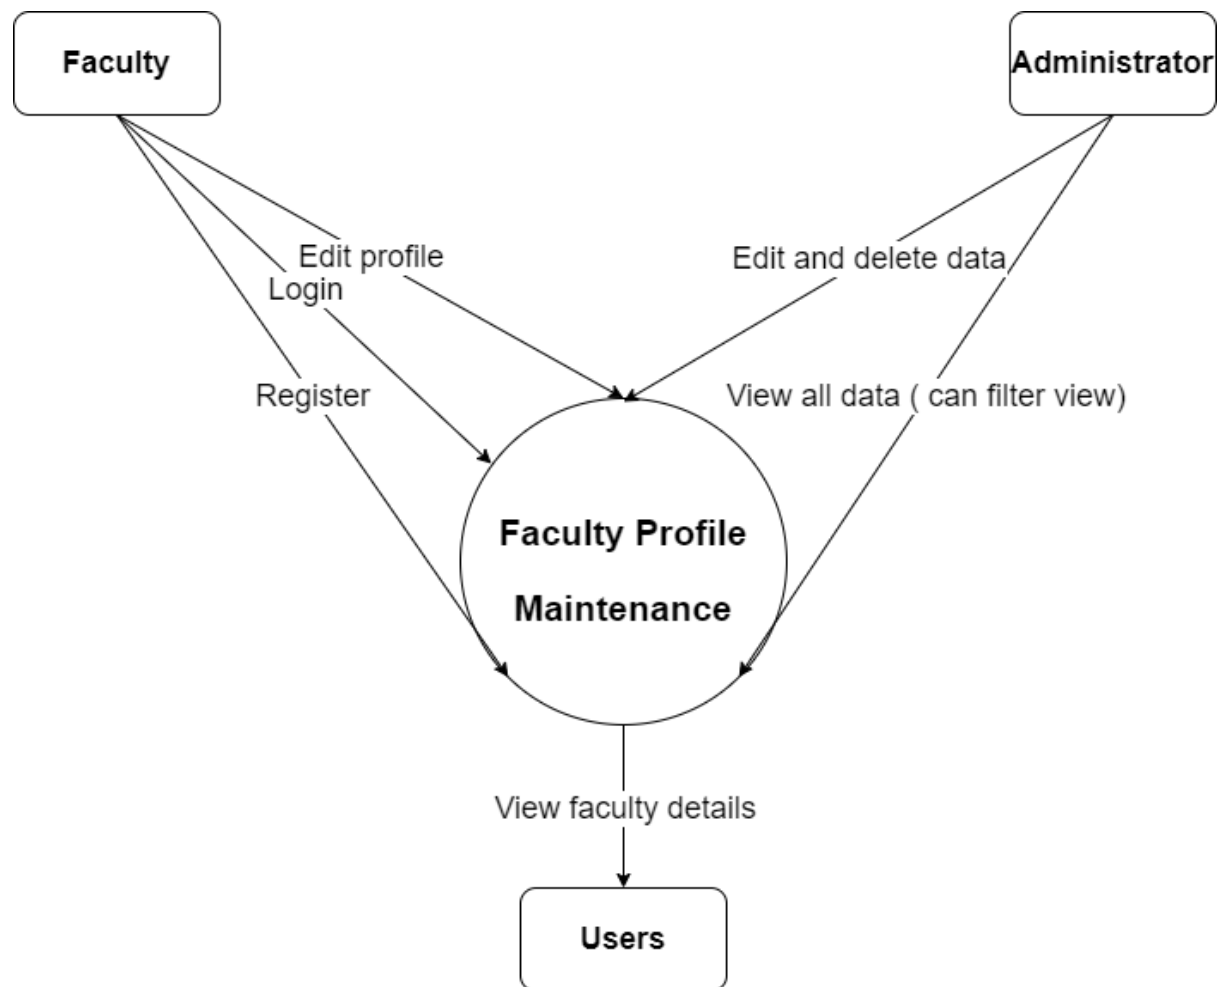 Faculty
Administrator
Edit profile
Edit and delete data
Login
Register
View all data ( can filter view)
Faculty Profile
Maintenance
View faculty details
Users